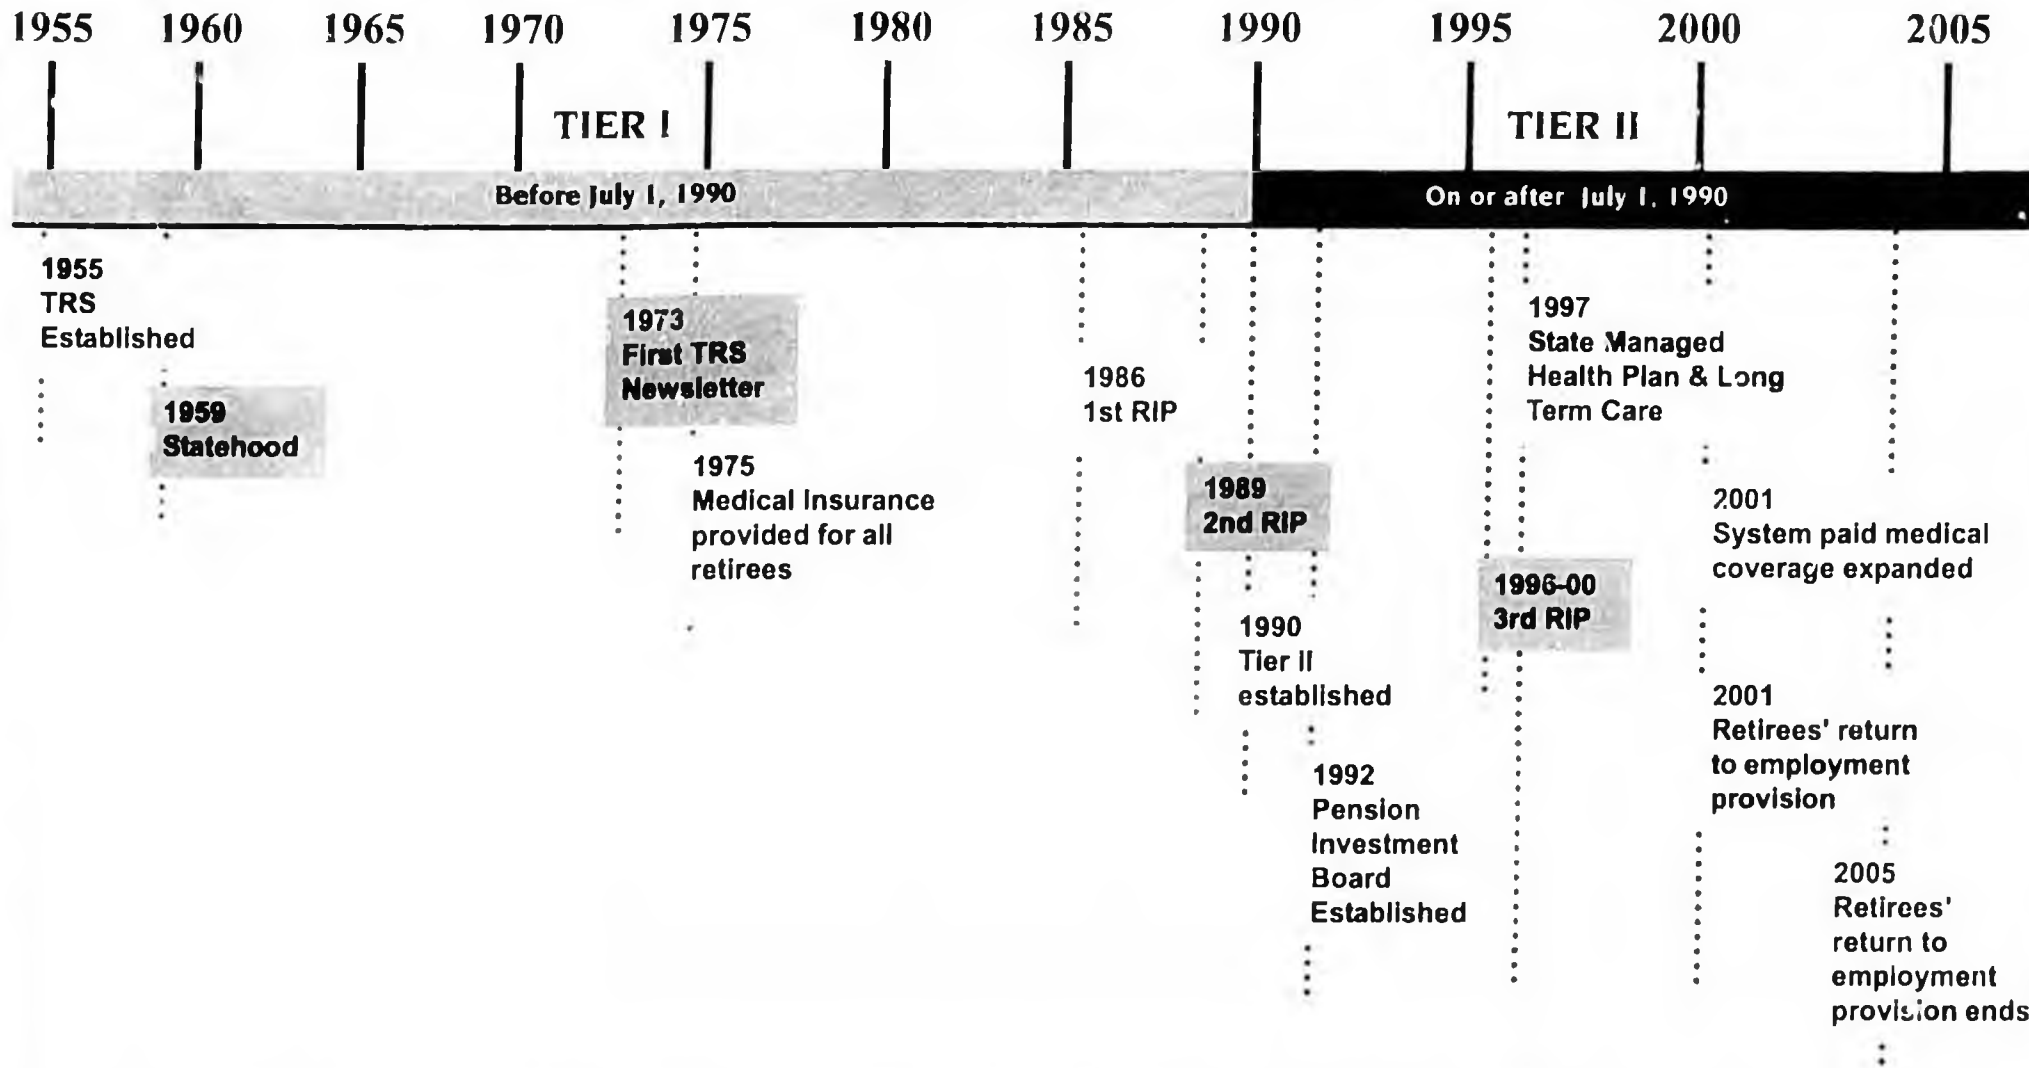 1955 1960 1965 1970 1975 1980 1985 1990 1995 2000 2005
TIER I
TIER II
Before July 1, 1990
On or after July 1, 1990
1955
TRS
Established
1959
Statehood
1973
First TRS
Newsletter
1975
Medical Insurance
provided for all
retirees
1986
1st RIP
1989
2nd RIP
1990
Tier II
established
1992
Pension
Investment
Board
Established
1996-00
3rd RIP
1997
State Managed
Health Plan & Long
Term Care
2001
System paid medical
coverage expanded
2001
Retirees' return
to employment
provision
2005
Retirees'
return to
employment
provision ends